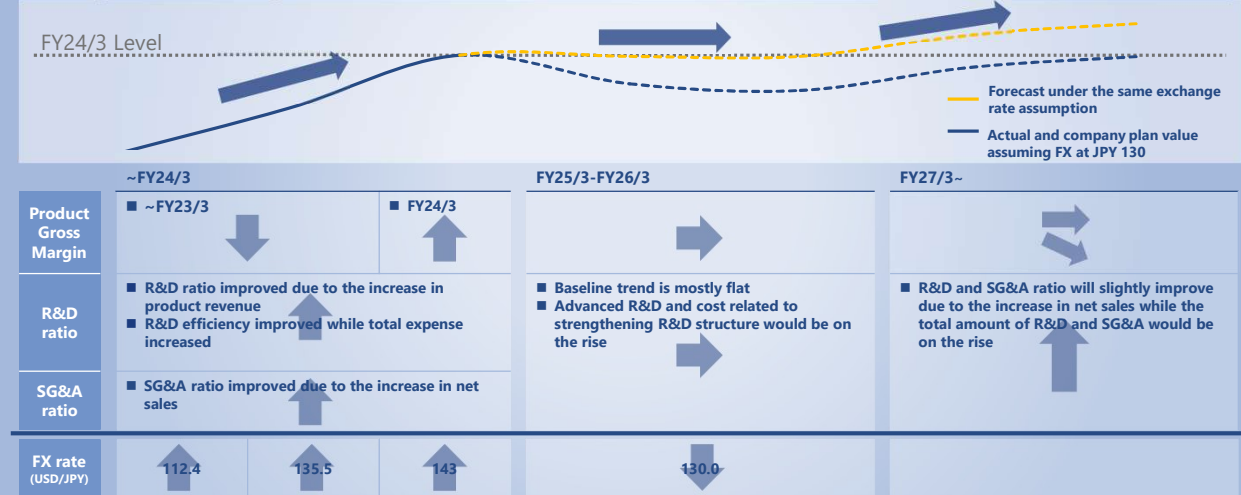 FY24/3 Level
Forecast under the same exchange
rate assumption
Actual and company plan value
assuming FX at JPY 130
~FY24/3
FY25/3-FY26/3
FY27/3~
Product
Gross
Margin
■ ~FY23/3
■ FY24/3
R&D
ratio
■ R&D ratio improved due to the increase in
product revenue
■ R&D efficiency improved while total expense
increased
■ Baseline trend is mostly flat
■ Advanced R&D and cost related to
strengthening R&D structure would be on
the rise
■ R&D and SG&A ratio will slightly improve
due to the increase in net sales while the
total amount of R&D and SG&A would be
on the rise
SG&A
ratio
■ SG&A ratio improved due to the increase in net
sales
FX rate
(USD/JPY)
112.4
135.5
143
130.0